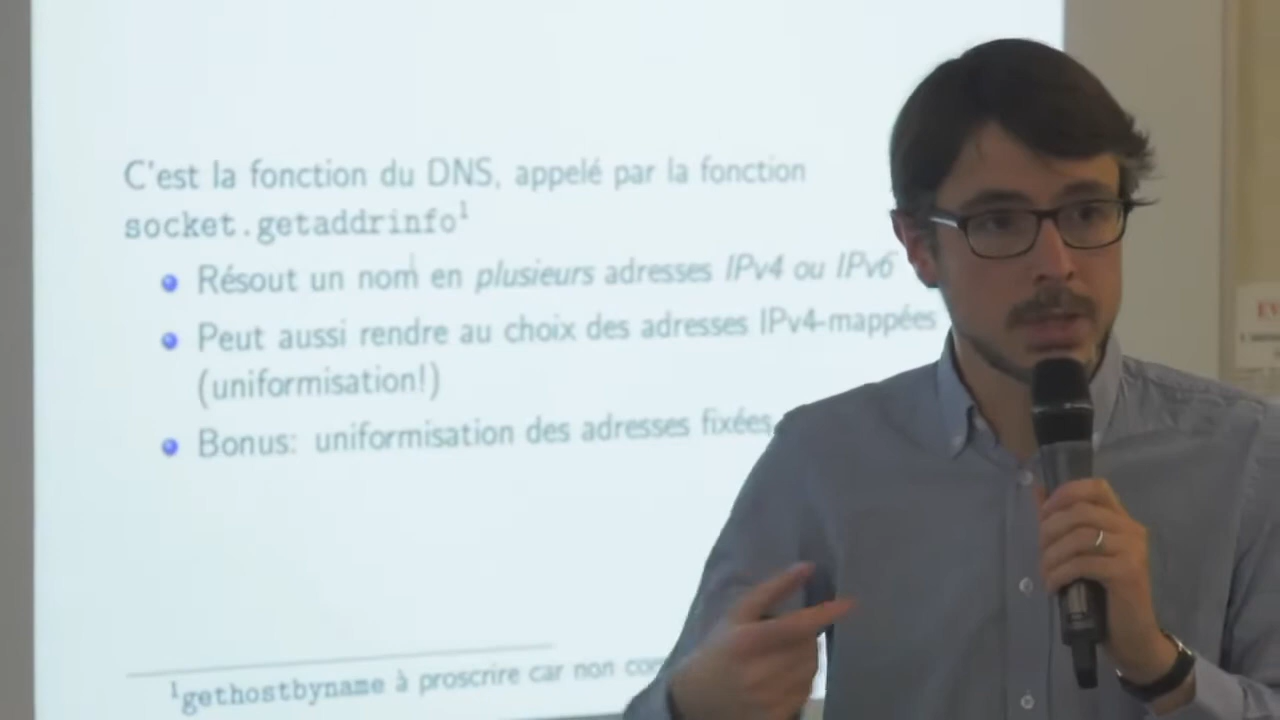 C'est la fonction du DNS, appelé par la fonction
socket.getaddrinfo¹
Résout un nom en plusieurs adresses IPv4 ou IPv6
Peut aussi rendre au choix des adresses IPv4-mappées
(uniformisation!)
Bonus: uniformisation des adresses fixées
¹gethostbyname à proscrire car non